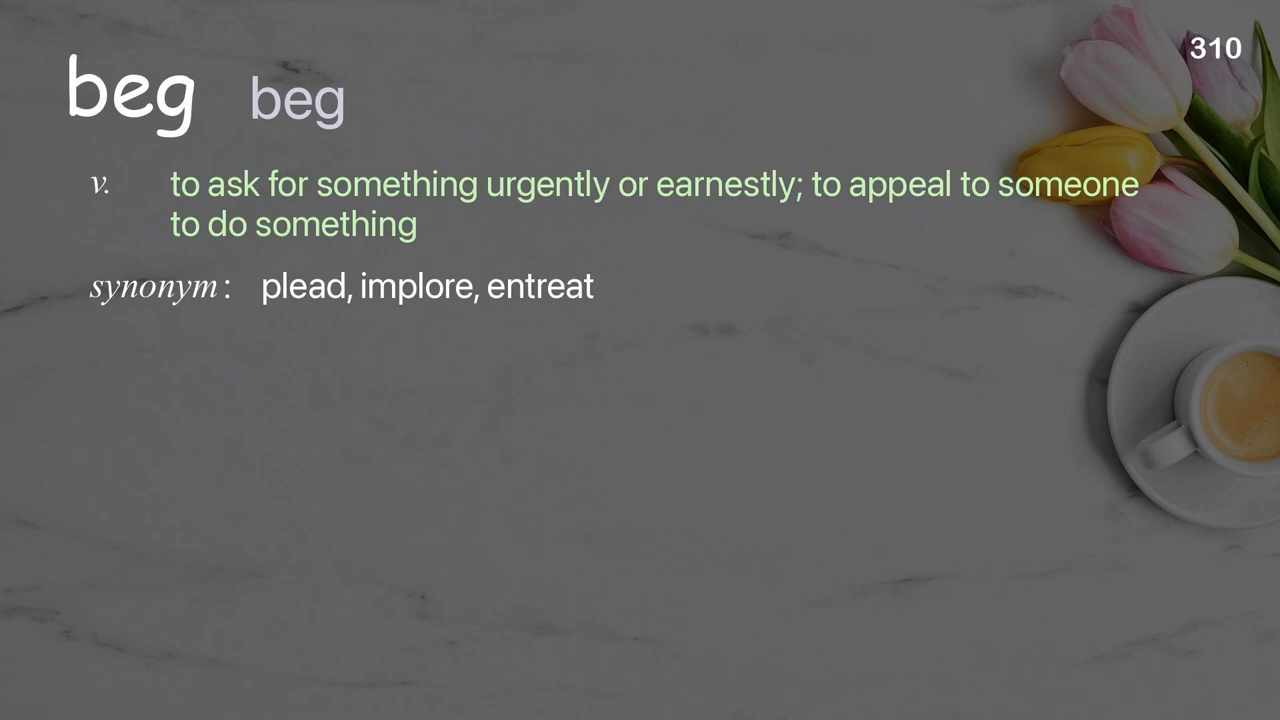 310
beg beg
v. to ask for something urgently or earnestly; to appeal to someone
to do something
synonym : plead, implore, entreat